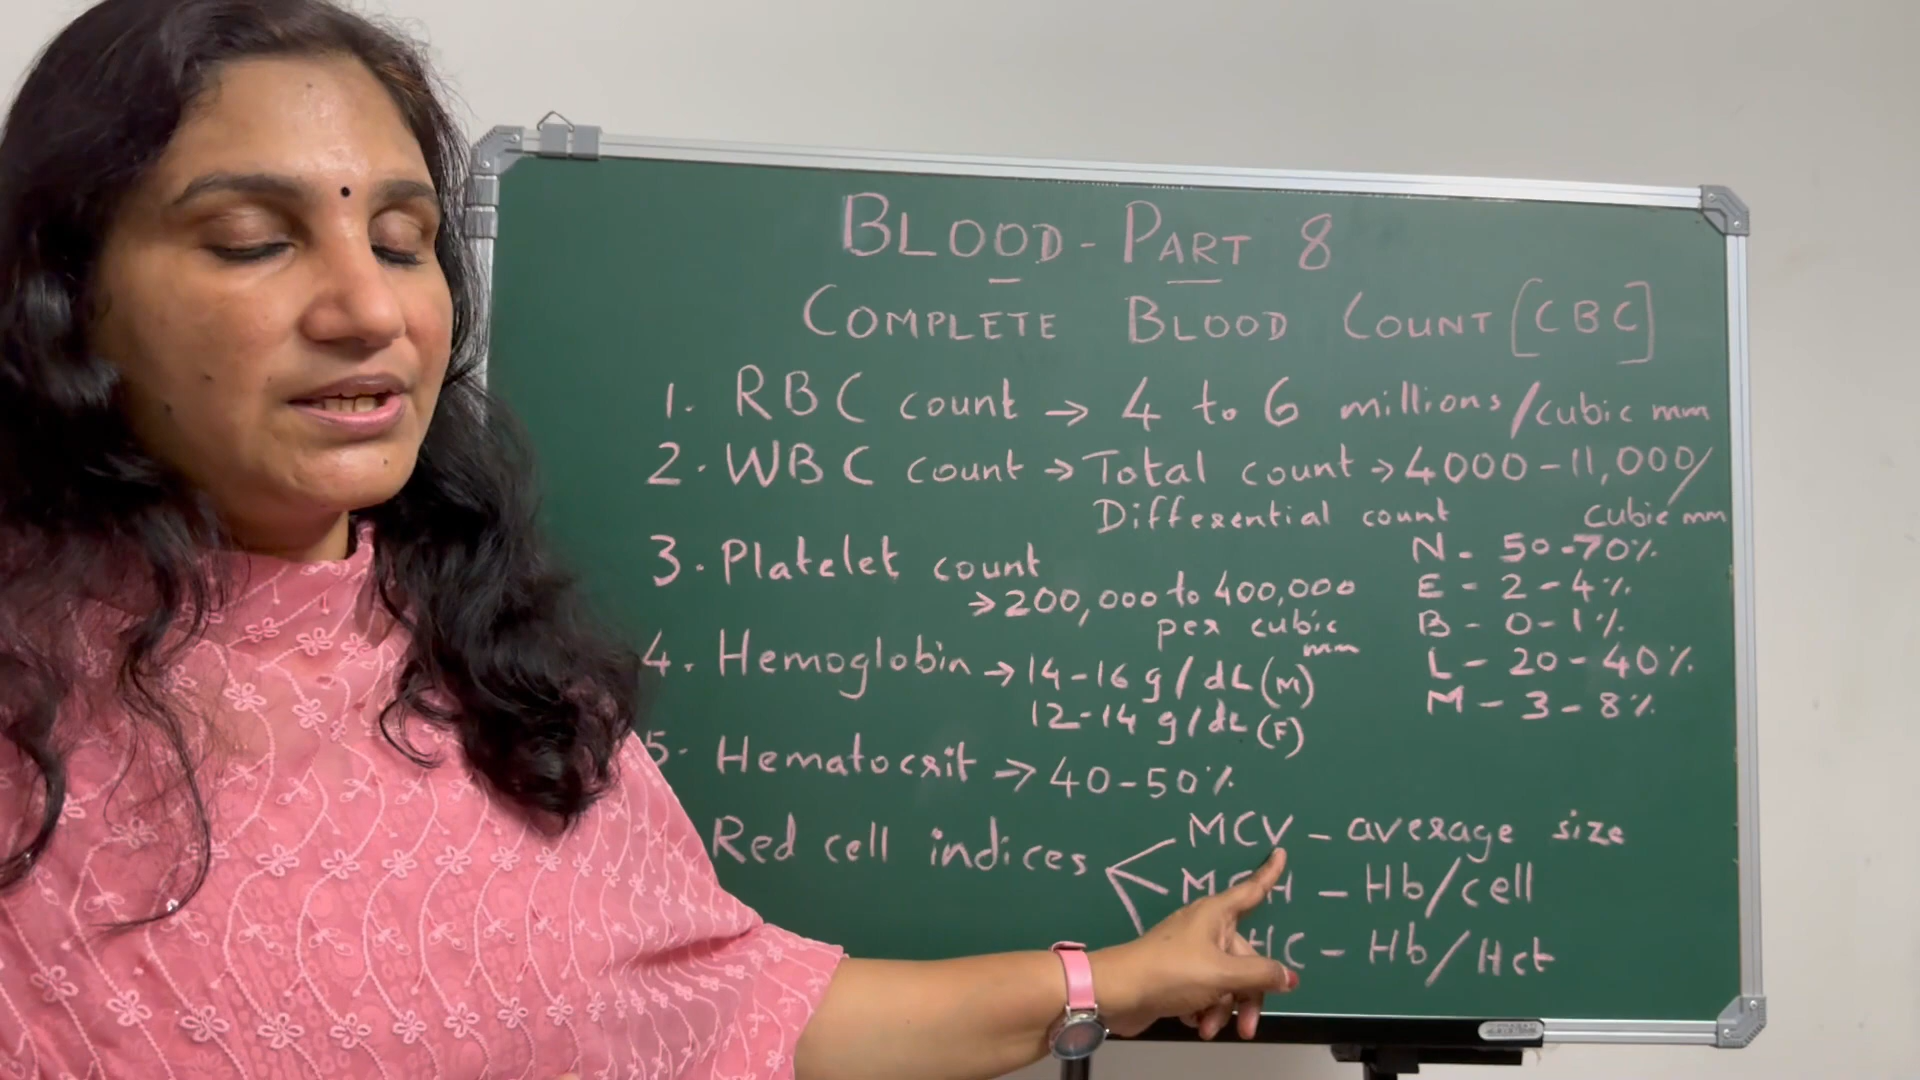 BLOOD - PART 8
COMPLETE BLOOD COUNT [CBC]
1. RBC count → 4 to 6 millions/cubic mm
2. WBC count → Total count → 4000 - 11,000/
cubic mm
Differential count
N - 50-70%
E - 2-4%
B - 0-1%
L - 20-40%
M - 3-8%
3. Platelet count
→ 200,000 to 400,000
per cubic
mm
4. Hemoglobin → 14-16 g/dL (M)
12-14 g/dL (F)
5. Hematocrit → 40-50%
Red cell indices
MCV - average size
MCH - Hb/cell
HC - Hb/Hct